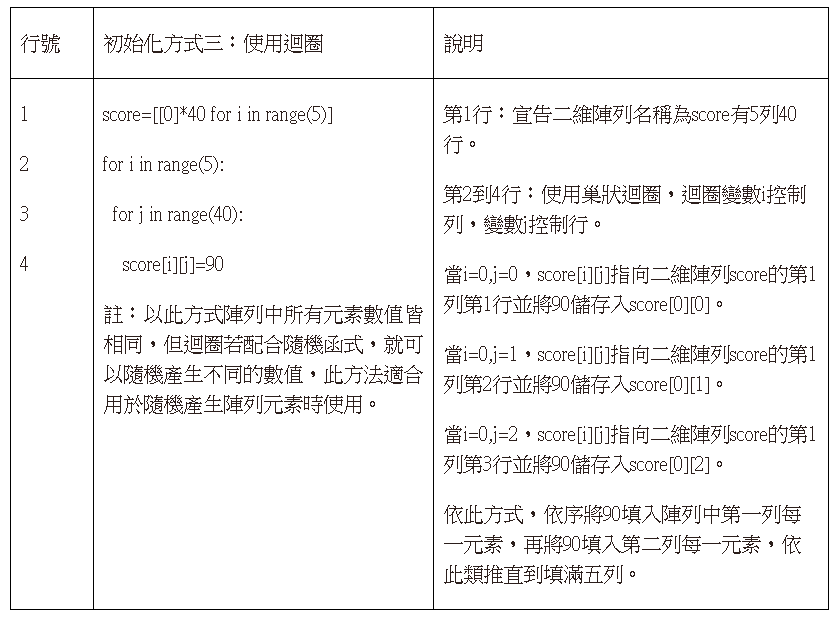 行號
初始化方式三：使用迴圈
說明
1
2
3
4
score=[[0]*40 for i in range(5)]
for i in range(5):
for j in range(40):
score[i][j]=90
註：以此方式陣列中所有元素數值皆
相同，但迴圈若配合隨機函式，就可
以隨機產生不同的數值，此方法適合
用於隨機產生陣列元素時使用。
第1行：宣告二維陣列名稱為score有5列40
行。
第2到4行：使用巢狀迴圈，迴圈變數i控制
列，變數j控制行。
當i=0,j=0，score[i][j]指向二維陣列score的第1
列第1行並將90儲存入score[0][0]。
當i=0,j=1，score[i][j]指向二維陣列score的第1
列第2行並將90儲存入score[0][1]。
當i=0,j=2，score[i][j]指向二維陣列score的第1
列第3行並將90儲存入score[0][2]。
依此方式，依序將90填入陣列中第一列每
一元素，再將90填入第二列每一元素，依
此類推直到填滿五列。